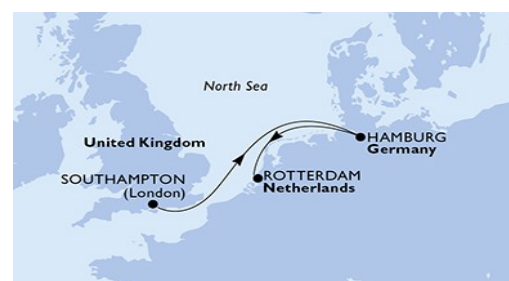 North Sea
United Kingdom
HAMBURG
Germany
SOUTHAMPTON
(London)
ROTTERDAM
Netherlands